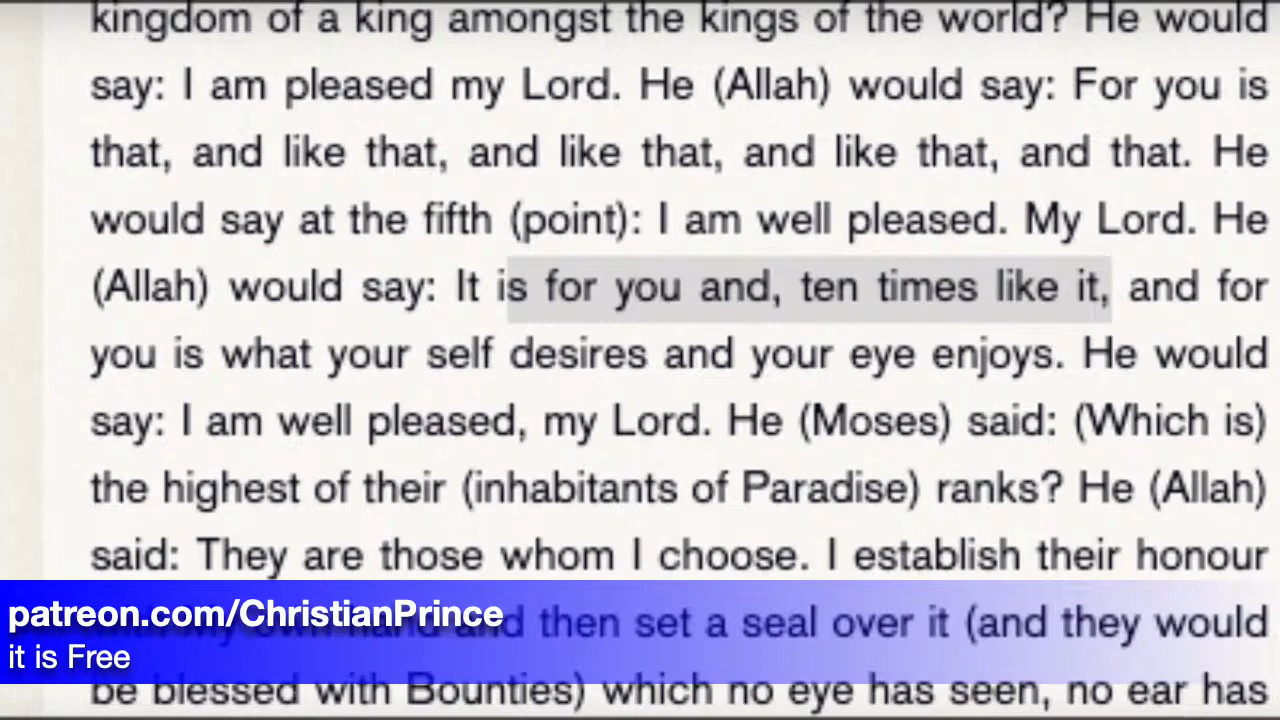 kingdom of a king amongst the kings of the world? He would
say: I am pleased my Lord. He (Allah) would say: For you is
that, and like that, and like that, and like that, and that. He
would say at the fifth (point): I am well pleased. My Lord. He
(Allah) would say: It is for you and, ten times like it, and for
you is what your self desires and your eye enjoys. He would
say: I am well pleased, my Lord. He (Moses) said: (Which is)
the highest of their (inhabitants of Paradise) ranks? He (Allah)
said: They are those whom I choose. I establish their honour
patreon.com/ChristianPrince
with My own hand and then set a seal over it (and they would
it is Free
be blessed with Bounties) which no eye has seen, no ear has